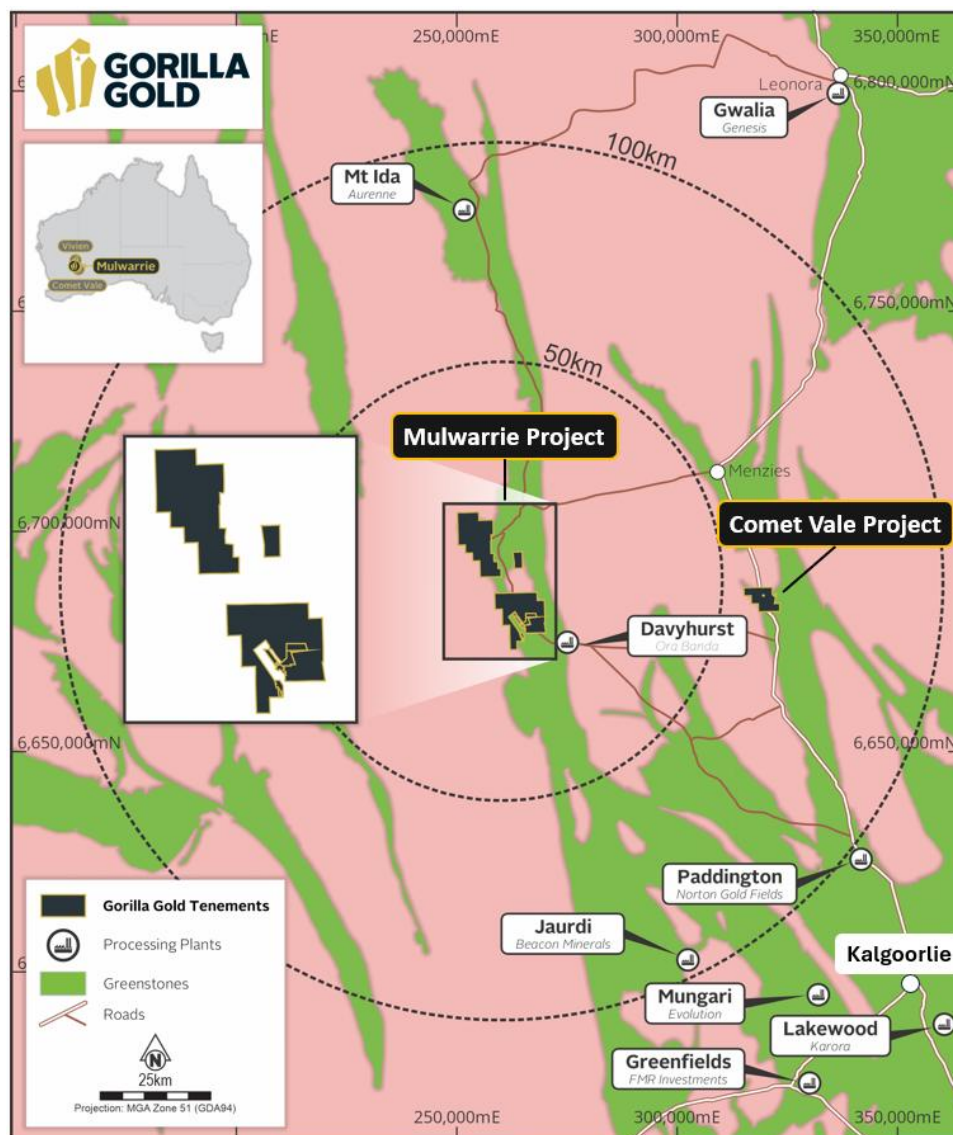 GORILLA
GOLD
250,000mE
300,000mE
350,000mE
6,800,000mN
Leonora
Gwalia
Genesis
100km
Mt Ida
Aurenne
Vivien
Mulwarrie
Comet Vale
6,750,000mN
50km
Mulwarrie Project
Menzies
6,700,000mN
Comet Vale Project
Davyhurst
Ora Banda
6,650,000mN
6,650,000mN
Paddington
Norton Gold Fields
Jaurdi
Beacon Minerals
Kalgoorlie
Mungari
Evolution
Lakewood
Karora
Greenfields
FMR Investments
Gorilla Gold Tenements
Processing Plants
Greenstones
Roads
N
25km
Projection: MGA Zone 51 (GDA94)
250,000mE
300,000mE
350,000mE